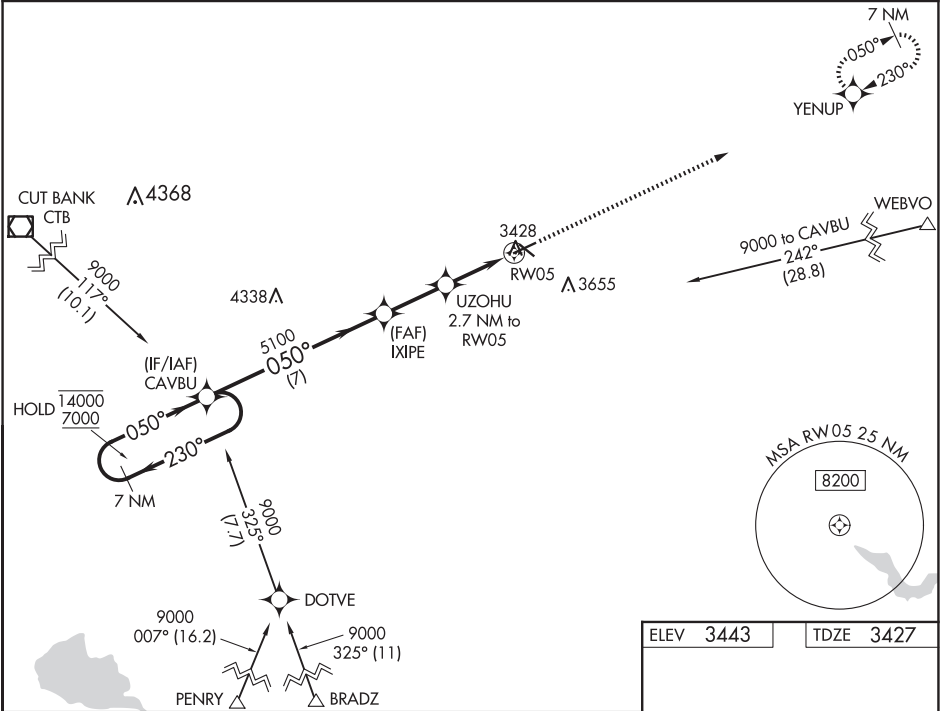 7 NM
050°
230°
YENUP
CUT BANK
CTB
4368
9000
117°
(10.1)
WEBVO
9000 to CAVBU
242°
(28.8)
3428
RW05
3655
4338
UZOHU
2.7 NM to
RW05
(FAF)
IXIPE
5100
050°
(7)
(IF/IAF)
CAVBU
HOLD 14000
7000
050°
230°
7 NM
MSA RW05 25 NM
8200
9000
325°
(7.7)
DOTVE
9000
007° (16.2)
9000
325° (11)
PENRY
BRADZ
ELEV 3443
TDZE 3427